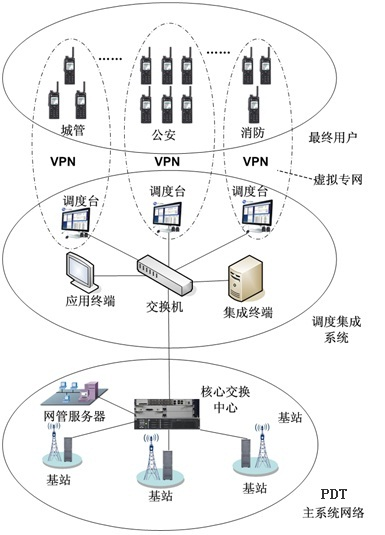 ......
......
城管
公安
消防
最终用户
VPN
VPN
VPN
虚拟专网
调度台
调度台
调度台
应用终端
交换机
集成终端
调度集成
系统
网管服务器
核心交换
中心
基站
基站
基站
基站
PDT
主系统网络